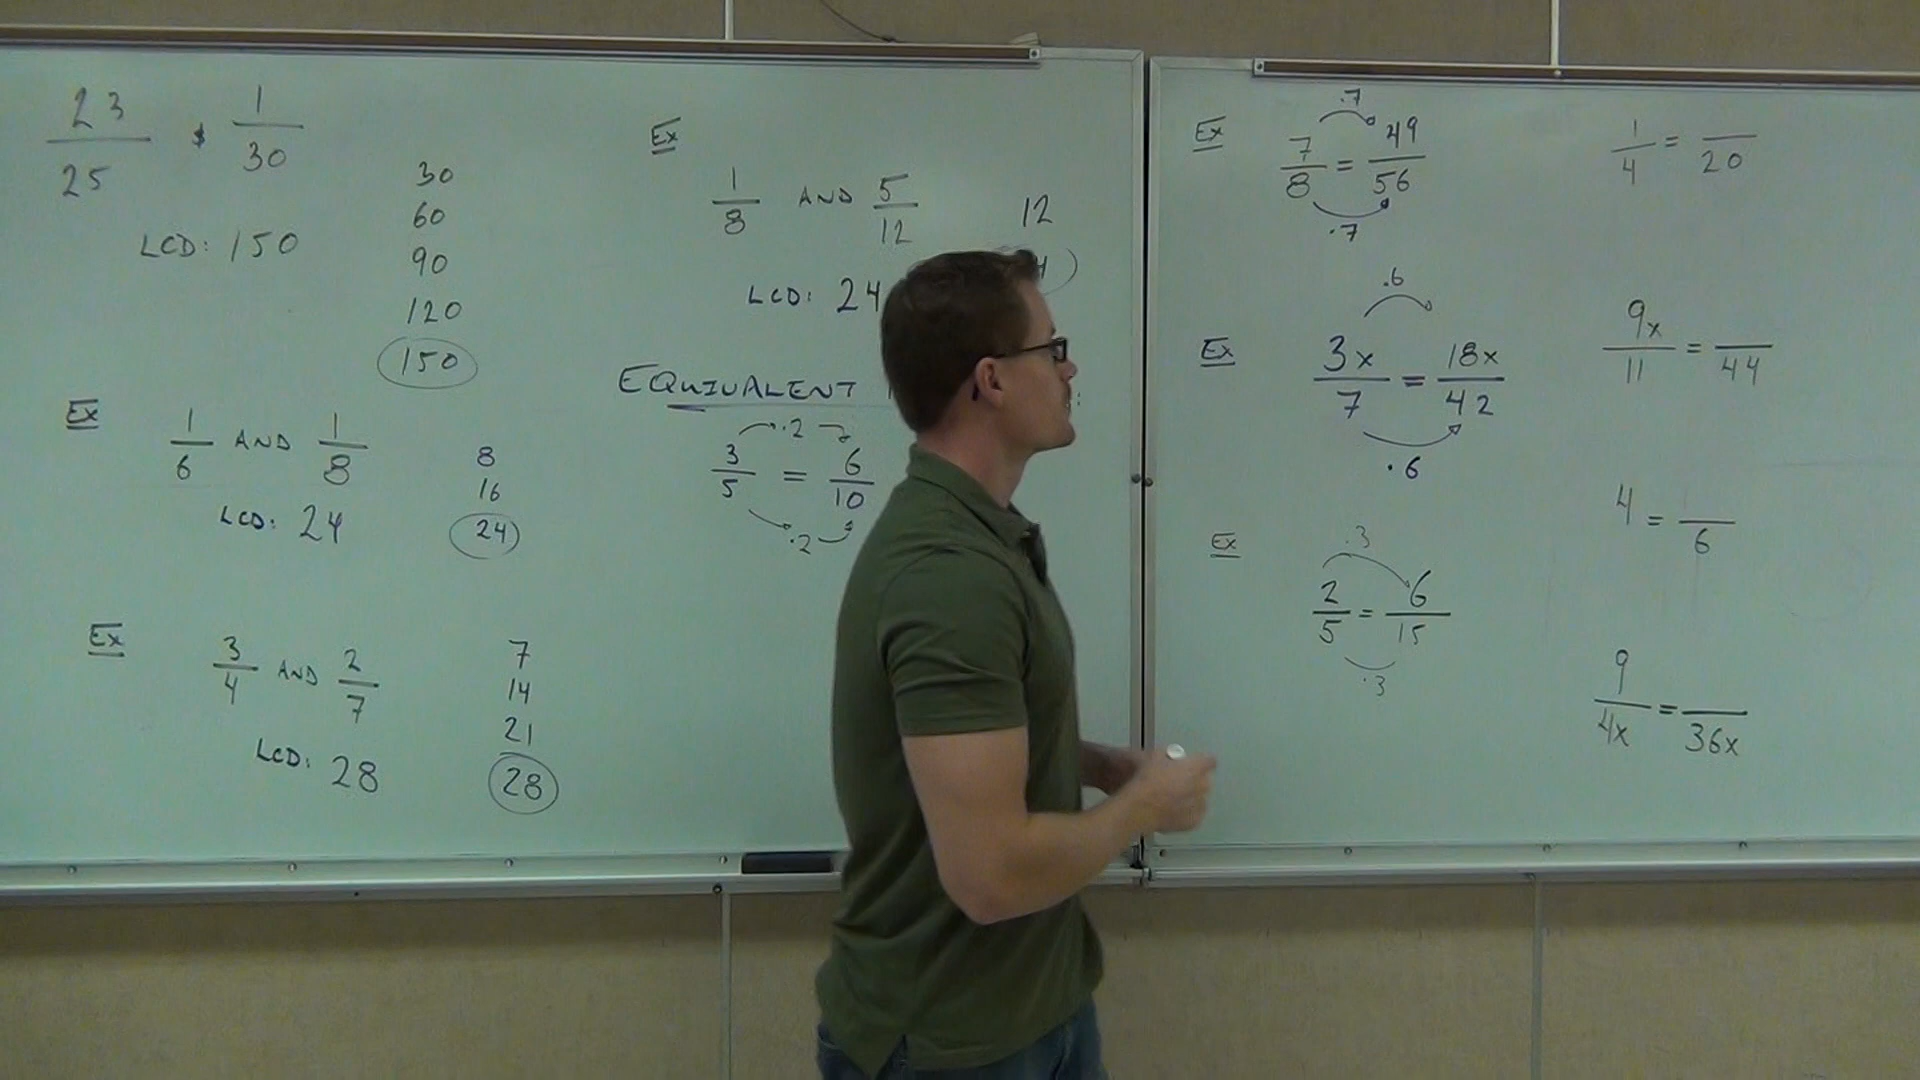 23/25 & 1/30
LCD: 150
30
60
90
120
150
Ex
1/6 AND 1/8
LCD: 24
8
16
24
Ex
3/4 AND 2/7
LCD: 28
7
14
21
28
Ex
1/8 AND 5/12
LCD: 24
12
EQUIVALENT
·2
3/5 = 6/10
·2
Ex
·7
7/8 = 49/56
·7
Ex
·6
3x/7 = 18x/42
·6
Ex
·3
2/5 = 6/15
·3
1/4 = /20
9x/11 = /44
4 = /6
9/4x = /36x